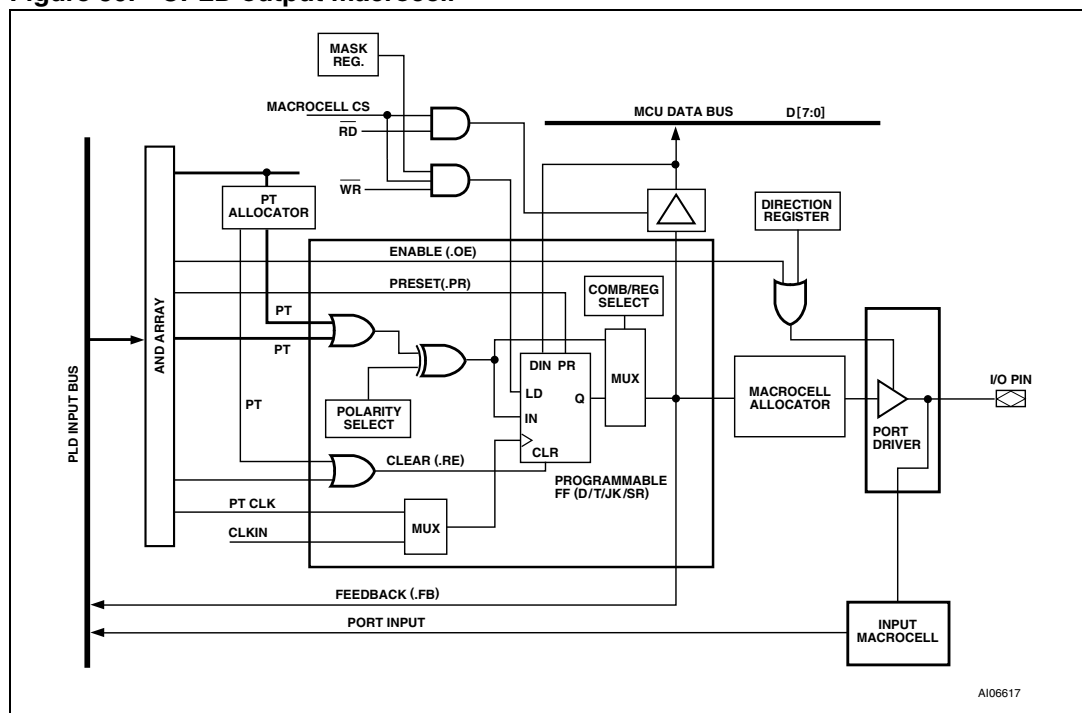 Figure CPLD Output Macrocell
MASK
REG.
MACROCELL CS
RD
WR
MCU DATA BUS D[7:0]
PT
ALLOCATOR
DIRECTION
REGISTER
ENABLE (.OE)
PRESET(.PR)
COMB/REG
SELECT
PT
PT
PT
POLARITY
SELECT
DIN PR
LD
IN
Q
CLR
MUX
MACROCELL
ALLOCATOR
PORT
DRIVER
I/O PIN
CLEAR (.RE)
PROGRAMMABLE
FF (D/T/JK/SR)
PT CLK
CLKIN
MUX
PLD INPUT BUS
AND ARRAY
FEEDBACK (.FB)
PORT INPUT
INPUT
MACROCELL
AI06617